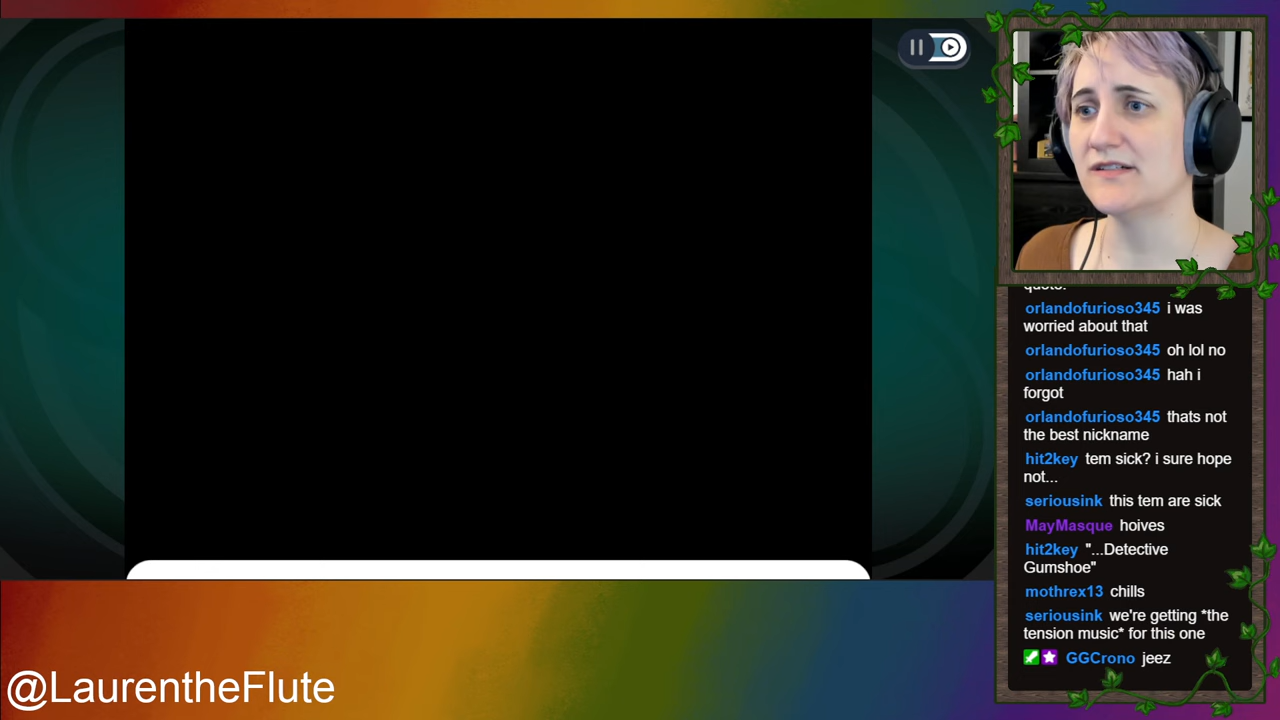 quote.
orlandofurioso345 i was
worried about that
orlandofurioso345 oh lol no
orlandofurioso345 hah i
forgot
orlandofurioso345 thats not
the best nickname
hit2key tem sick? i sure hope
not...
seriousink this tem are sick
MayMasque hoives
hit2key "...Detective
Gumshoe"
mothrex13 chills
seriousink we're getting *the
tension music* for this one
GGCrono jeez
@LaurentheFlute